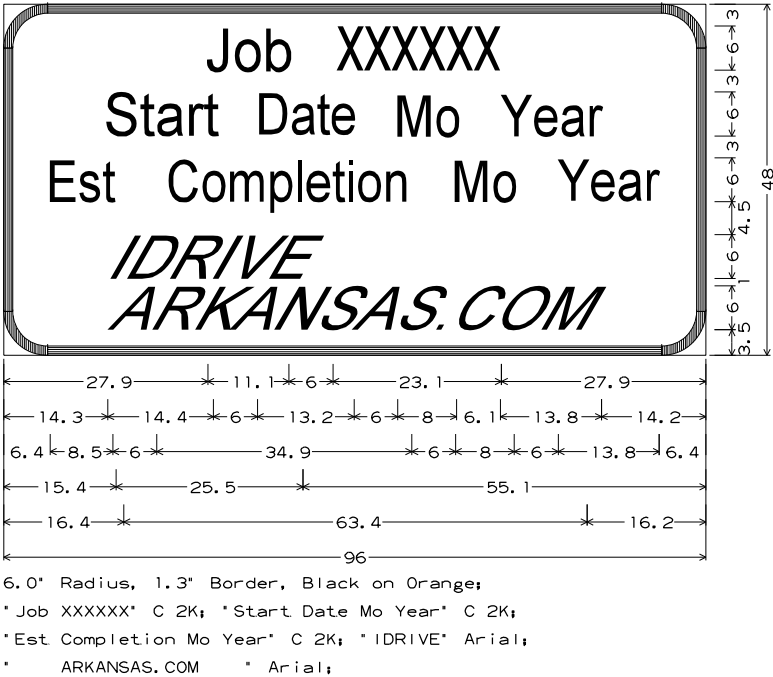 Job XXXXXX
Start Date Mo Year
Est Completion Mo Year
IDRIVE
ARKANSAS.COM
3
6
3
6
3
6
4.5
6
1
6
3.5
48
27.9 11.1 6 23.1 27.9
14.3 14.4 6 13.2 6 8 6.1 13.8 14.2
6.4 8.5 6 34.9 6 8 6 13.8 6.4
15.4 25.5 55.1
16.4 63.4 16.2
96
6.0" Radius, 1.3" Border, Black on Orange;
"Job XXXXXX" C 2K; "Start Date Mo Year" C 2K;
"Est Completion Mo Year" C 2K; "IDRIVE" Arial;
" ARKANSAS.COM " Arial;